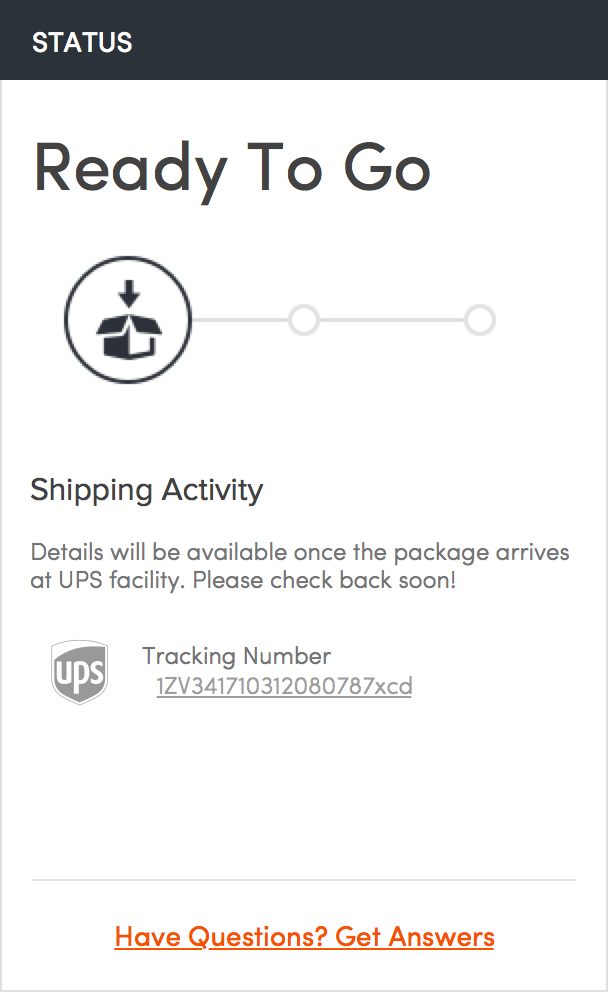 STATUS
Ready To Go
Shipping Activity
Details will be available once the package arrives
at UPS facility. Please check back soon!
ups
Tracking Number
1ZV341710312080787xcd
Have Questions? Get Answers